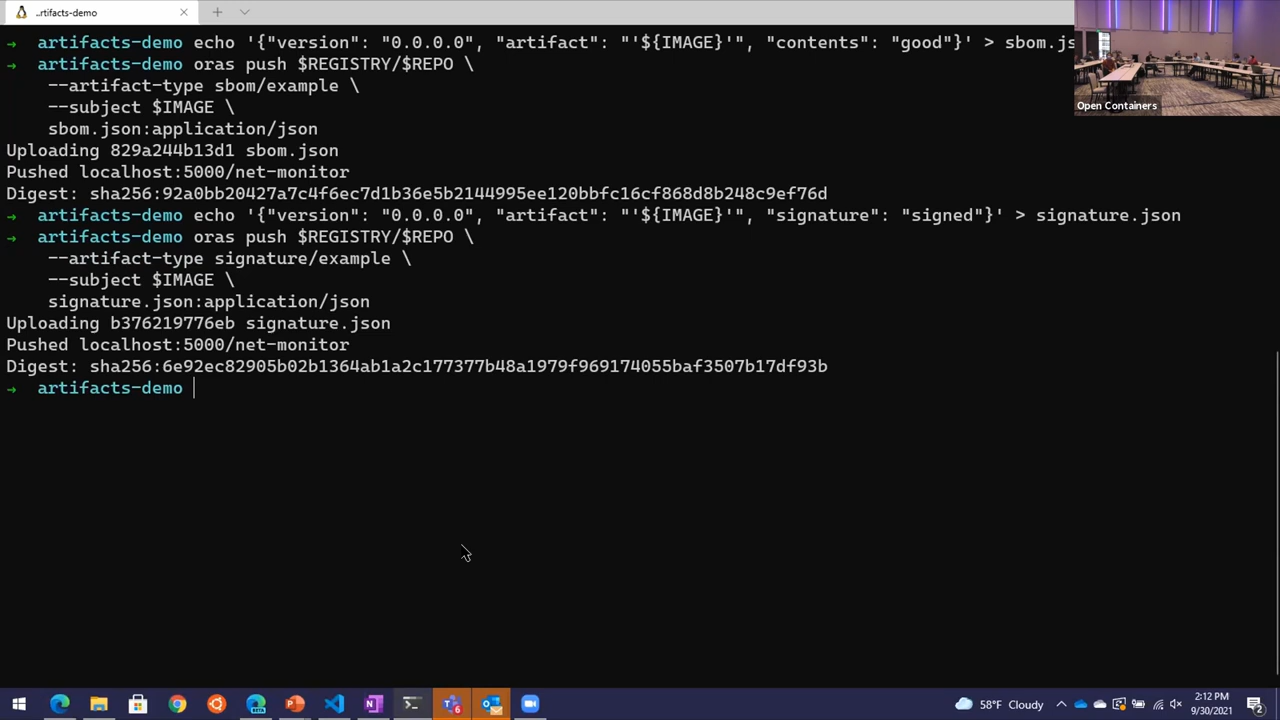 ..rtifacts-demo
→ artifacts-demo echo '{"version": "0.0.0.0", "artifact": "'${IMAGE}'", "contents": "good"}' > sbom.js
→ artifacts-demo oras push $REGISTRY/$REPO \
--artifact-type sbom/example \
--subject $IMAGE \
sbom.json:application/json
Uploading 829a244b13d1 sbom.json
Pushed localhost:5000/net-monitor
Digest: sha256:92a0bb20427a7c4f6ec7d1b36e5b2144995ee120bbfc16cf868d8b248c9ef76d
→ artifacts-demo echo '{"version": "0.0.0.0", "artifact": "'${IMAGE}'", "signature": "signed"}' > signature.json
→ artifacts-demo oras push $REGISTRY/$REPO \
--artifact-type signature/example \
--subject $IMAGE \
signature.json:application/json
Uploading b376219776eb signature.json
Pushed localhost:5000/net-monitor
Digest: sha256:6e92ec82905b02b1364ab1a2c177377b48a1979f969174055baf3507b17df93b
→ artifacts-demo
Open Containers
BETA
6
58°F Cloudy
2:12 PM
9/30/2021
2